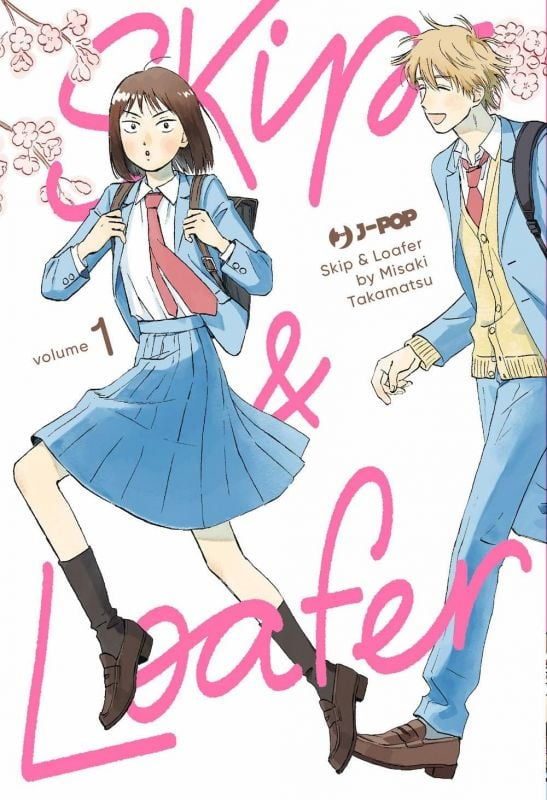 Skip
&
Loafer
J-POP
Skip & Loafer
by Misaki
Takamatsu
volume 1